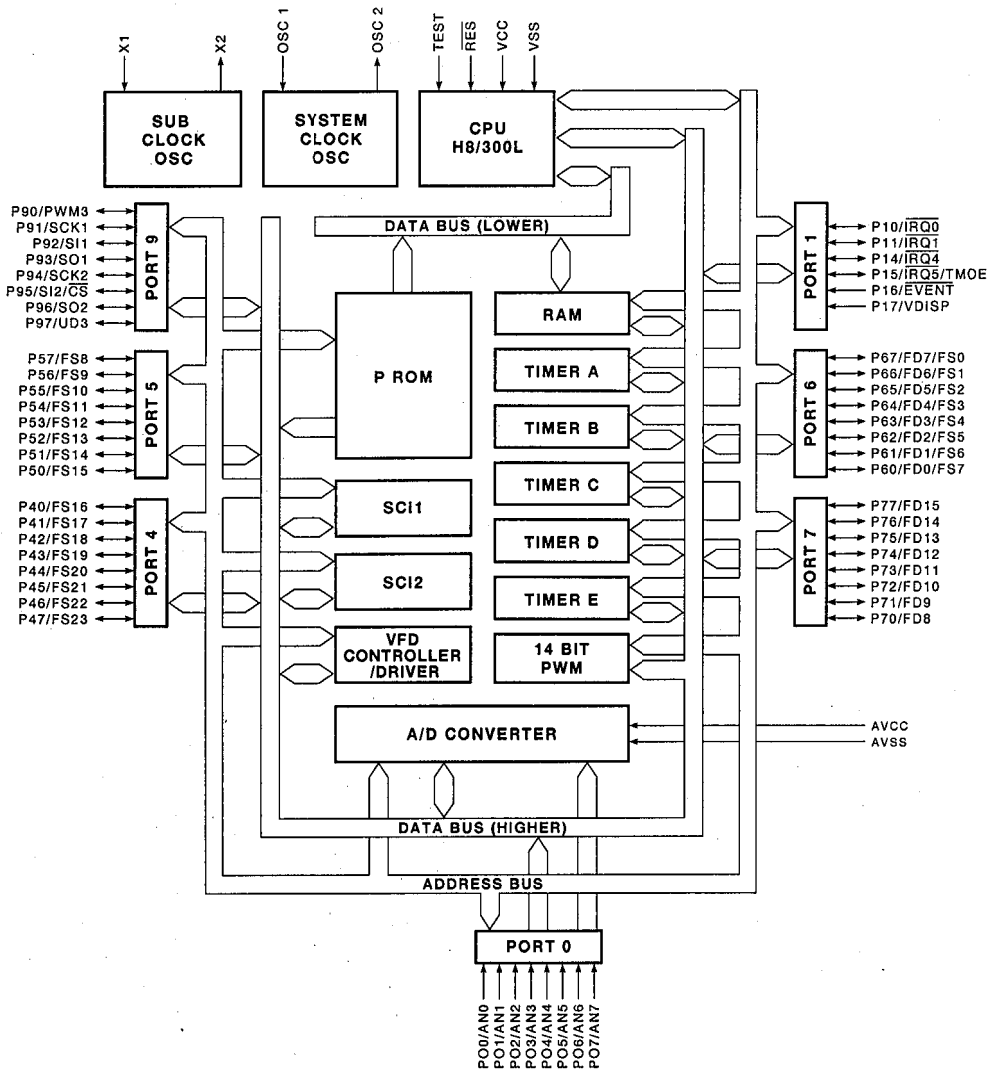 X1
X2
OSC 1
OSC 2
TEST
RES
VCC
VSS
SUB
CLOCK
OSC
SYSTEM
CLOCK
OSC
CPU
H8/300L
DATA BUS (LOWER)
P90/PWM3
P91/SCK1
P92/SI1
P93/SO1
P94/SCK2
P95/SI2/CS
P96/SO2
P97/UD3
PORT 9
P57/FS8
P56/FS9
P55/FS10
P54/FS11
P53/FS12
P52/FS13
P51/FS14
P50/FS15
PORT 5
P40/FS16
P41/FS17
P42/FS18
P43/FS19
P44/FS20
P45/FS21
P46/FS22
P47/FS23
PORT 4
P ROM
SCI1
SCI2
VFD
CONTROLLER
/DRIVER
RAM
TIMER A
TIMER B
TIMER C
TIMER D
TIMER E
14 BIT
PWM
A/D CONVERTER
PORT 1
P10/IRQ0
P11/IRQ1
P14/IRQ4
P15/IRQ5/TMOE
P16/EVENT
P17/VDISP
PORT 6
P67/FD7/FS0
P66/FD6/FS1
P65/FD5/FS2
P64/FD4/FS3
P63/FD3/FS4
P62/FD2/FS5
P61/FD1/FS6
P60/FD0/FS7
PORT 7
P77/FD15
P76/FD14
P75/FD13
P74/FD12
P73/FD11
P72/FD10
P71/FD9
P70/FD8
AVCC
AVSS
DATA BUS (HIGHER)
ADDRESS BUS
PORT 0
PO0/AN0
PO1/AN1
PO2/AN2
PO3/AN3
PO4/AN4
PO5/AN5
PO6/AN6
PO7/AN7